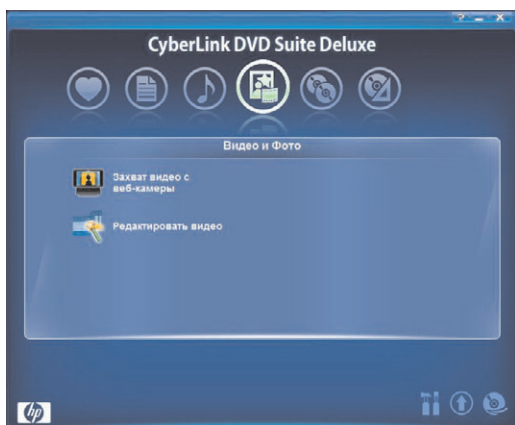 CyberLink DVD Suite Deluxe
Видео и Фото
Захват видео с
веб-камеры
Редактировать видео
hp